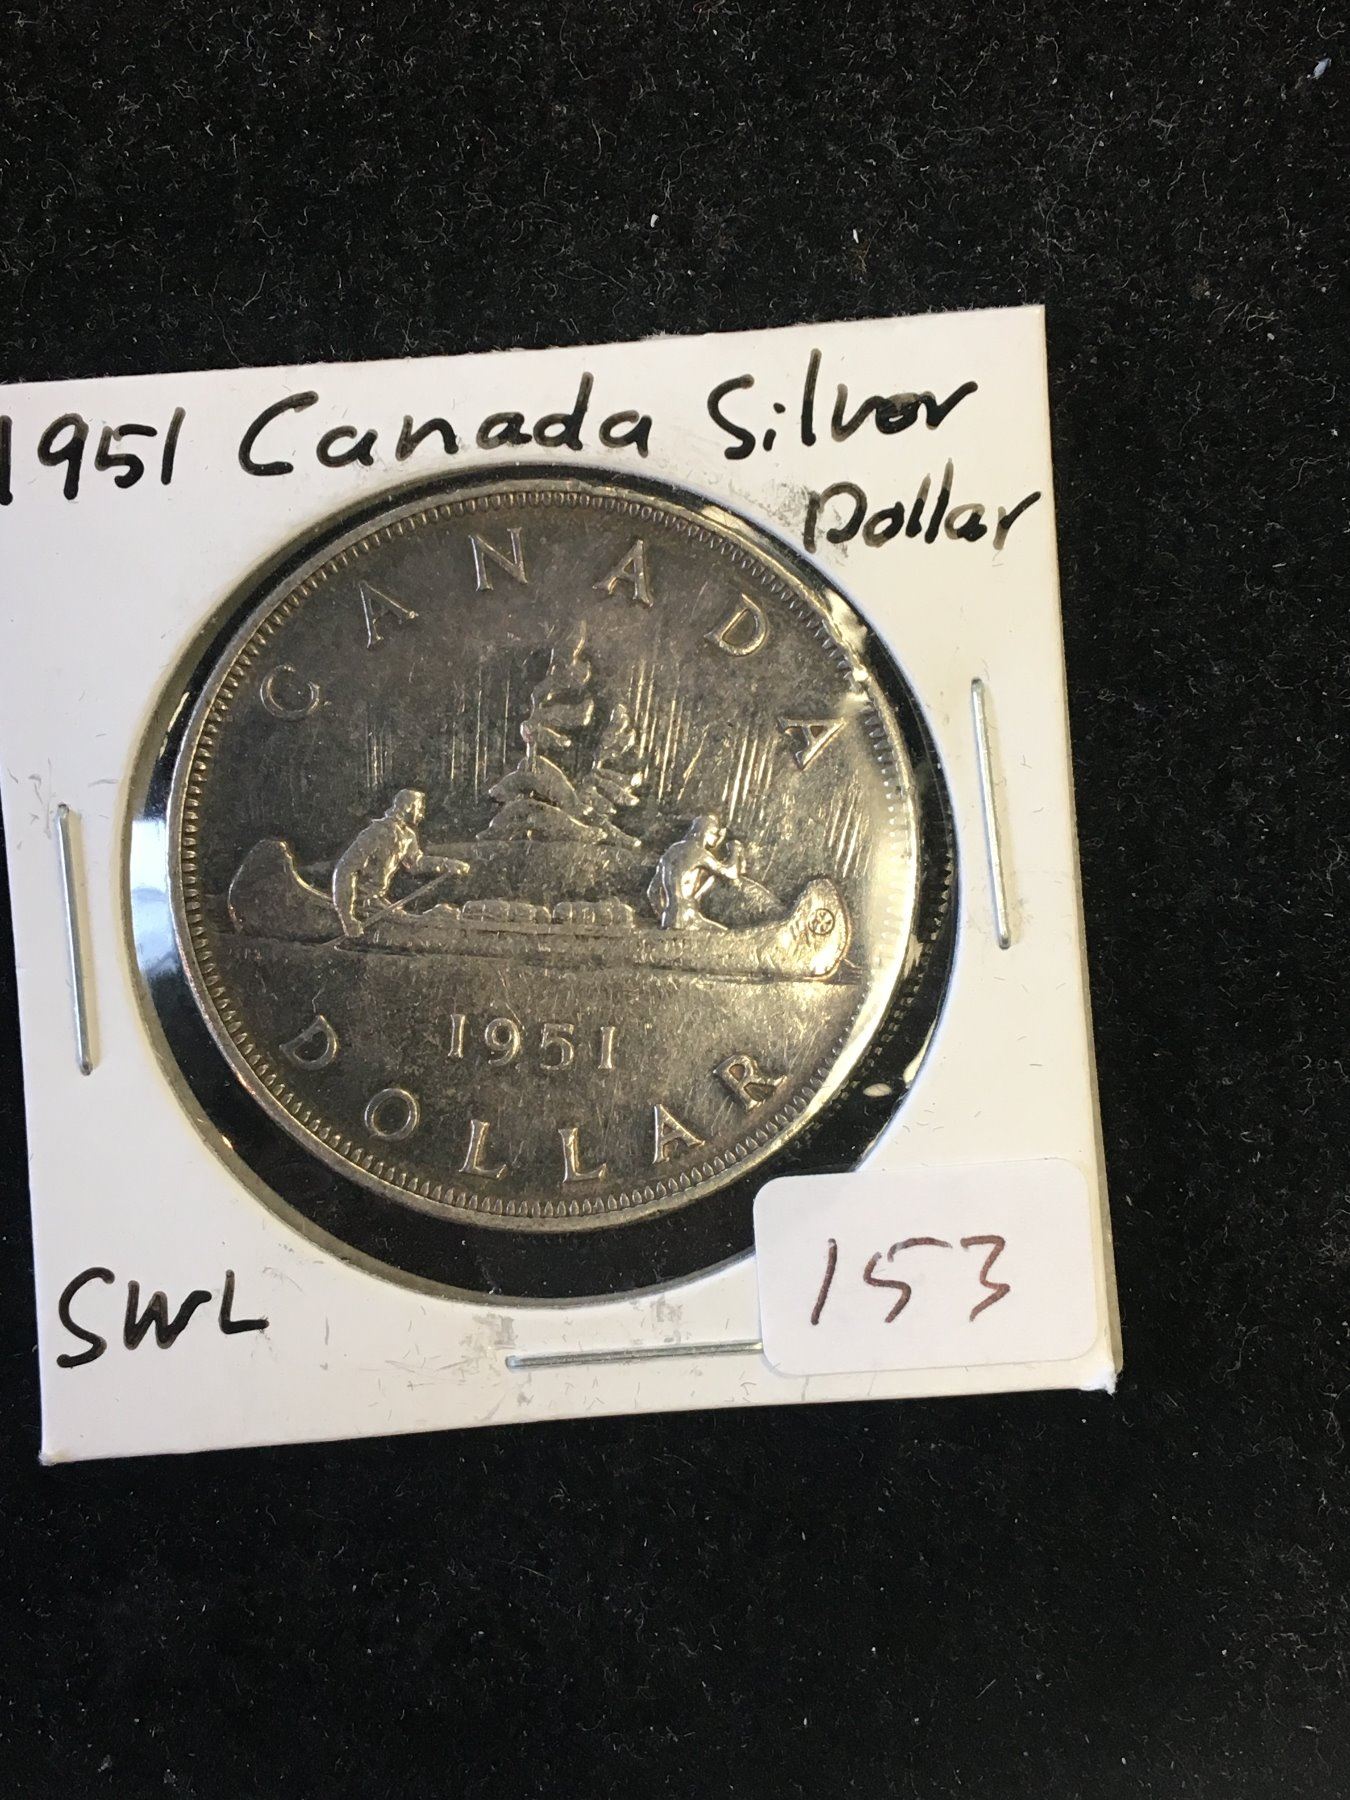 1951 Canada Silver
Dollar
CANADA
1951
DOLLAR
SWL
153